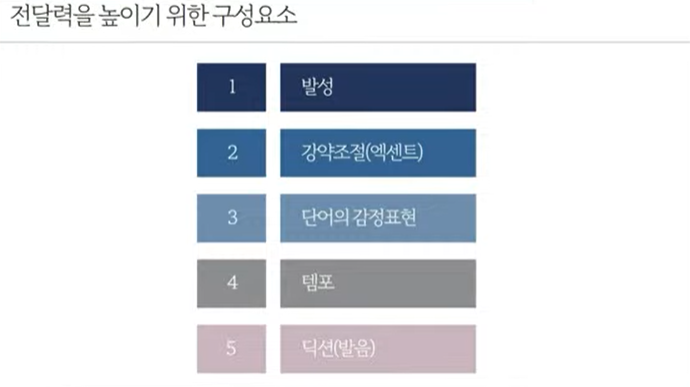 전달력을 높이기 위한 구성요소
1 발성
2 강약조절(엑센트)
3 단어의 감정표현
4 템포
5 딕션(발음)